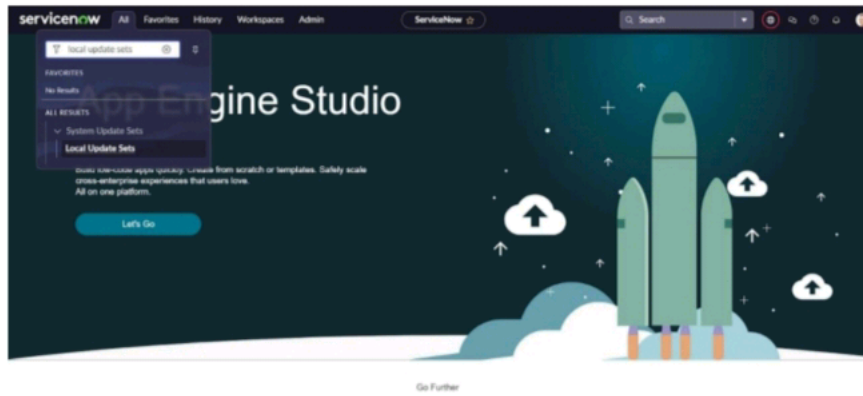 servicenow All Favorites History Workspaces Admin ServiceNow Search
local update sets
FAVORITES
No Results
App Engine Studio
ALL RESULTS
System Update Sets
Local Update Sets
Build low-code apps quickly. Create from scratch or templates. Safely scale
cross-enterprise experiences that users love.
All on one platform.
Let's Go
Go Further